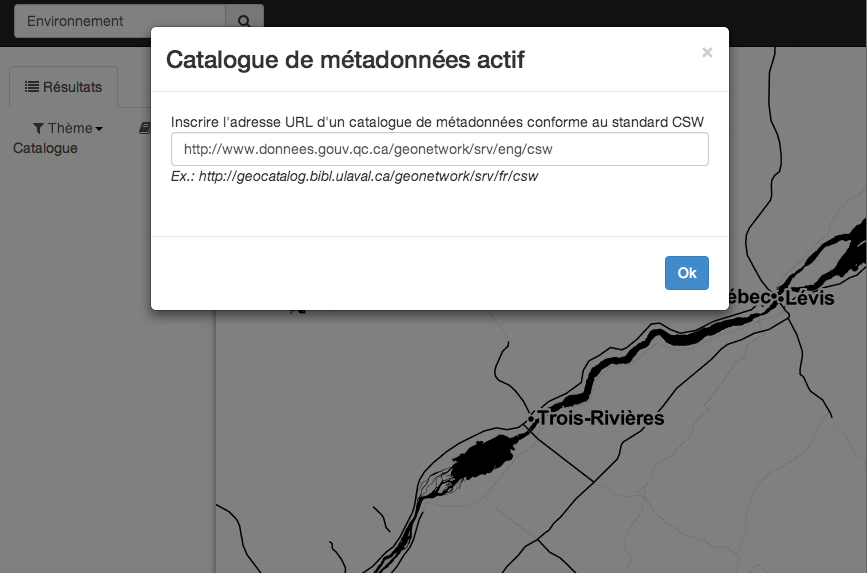 Environnement
Catalogue de métadonnées actif
×
Résultats
Inscrire l'adresse URL d'un catalogue de métadonnées conforme au standard CSW
Thème
Catalogue
http://www.donnees.gouv.qc.ca/geonetwork/srv/eng/csw
Ex.: http://geocatalog.bibl.ulaval.ca/geonetwork/srv/fr/csw
Ok
ébec
Lévis
Trois-Rivières